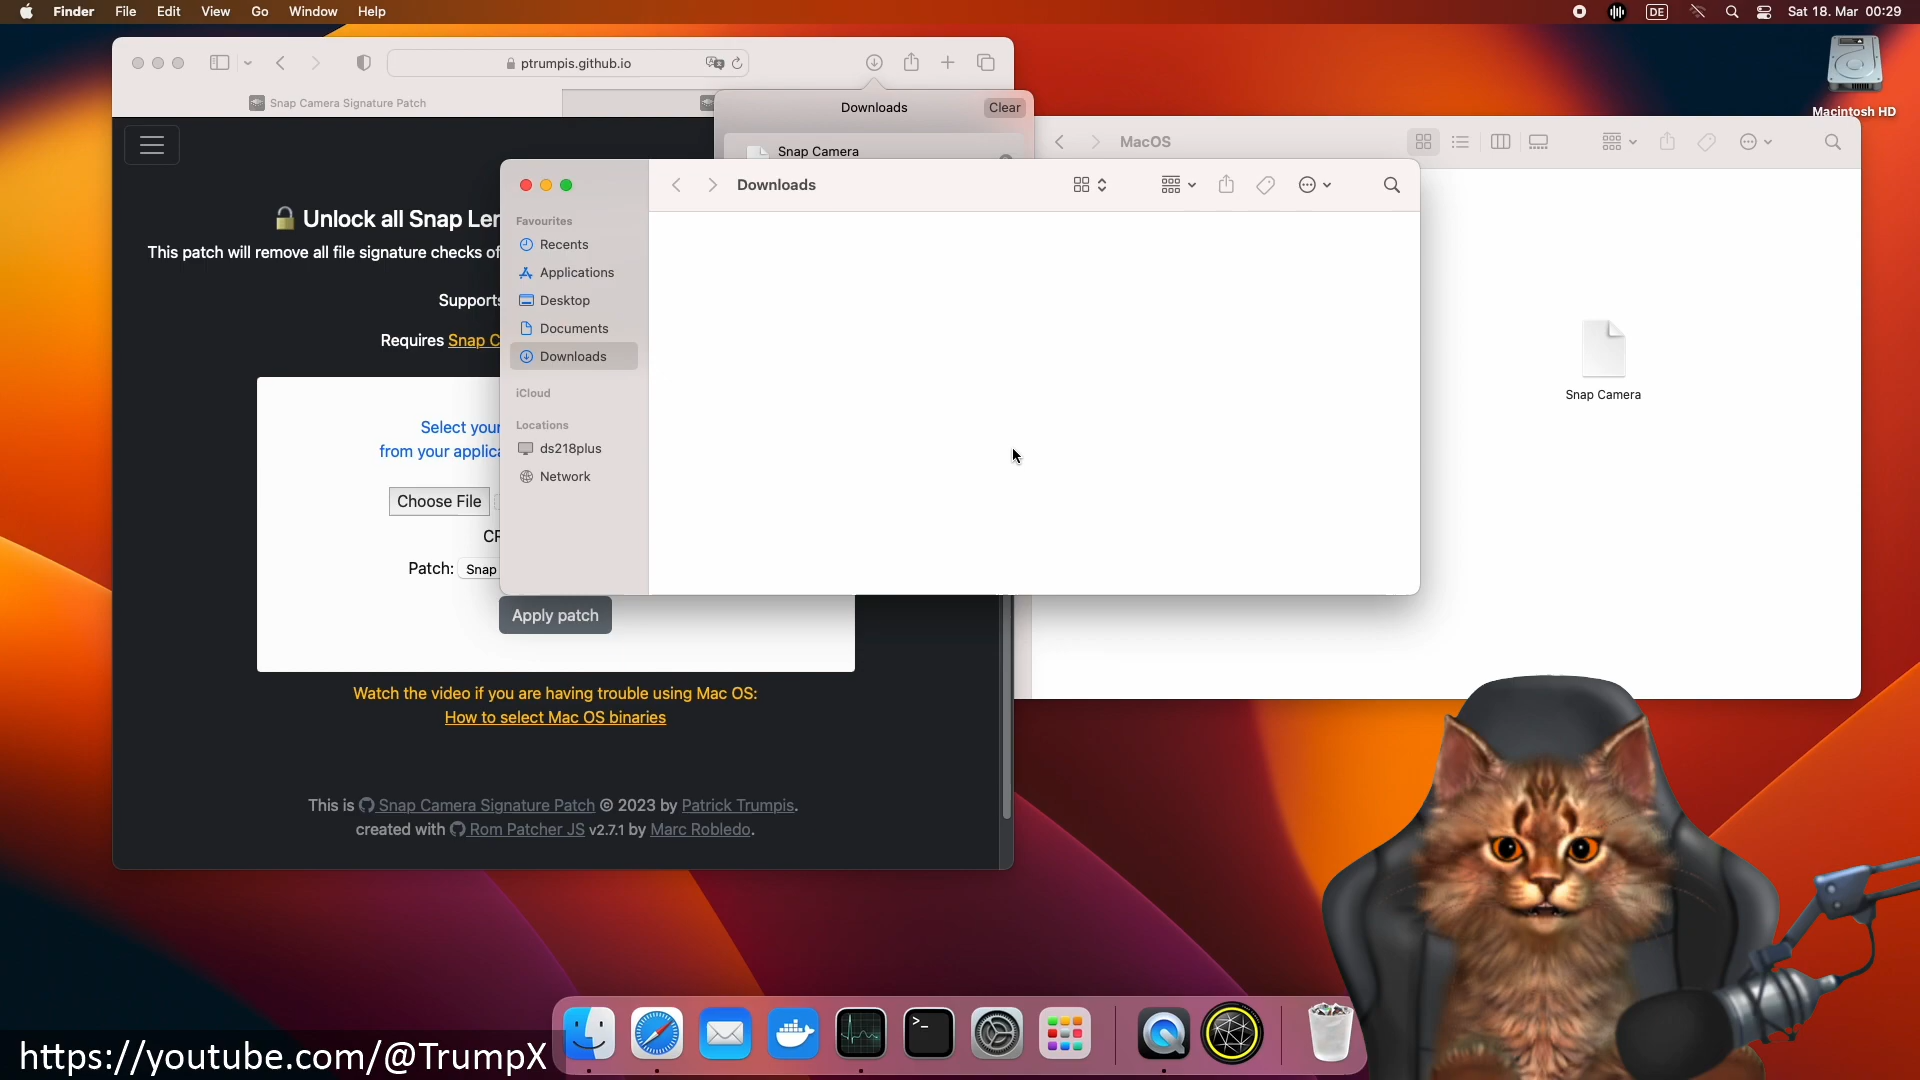 Finder File Edit View Go Window Help
DE
Sat 18. Mar 00:29
ptrumpis.github.io
Snap Camera Signature Patch
Downloads
Clear
Snap Camera
Macintosh HD
MacOS
Snap Camera
Downloads
Favourites
Recents
Applications
Desktop
Documents
Downloads
iCloud
Locations
ds218plus
Network
Unlock all Snap Len
This patch will remove all file signature checks of
Supports
Requires Snap C
Select your
from your applica
Choose File
CR
Patch: Snap
Apply patch
Watch the video if you are having trouble using Mac OS:
How to select Mac OS binaries
This is Snap Camera Signature Patch © 2023 by Patrick Trumpis.
created with Rom Patcher JS v2.7.1 by Marc Robledo.
https://youtube.com/@TrumpX